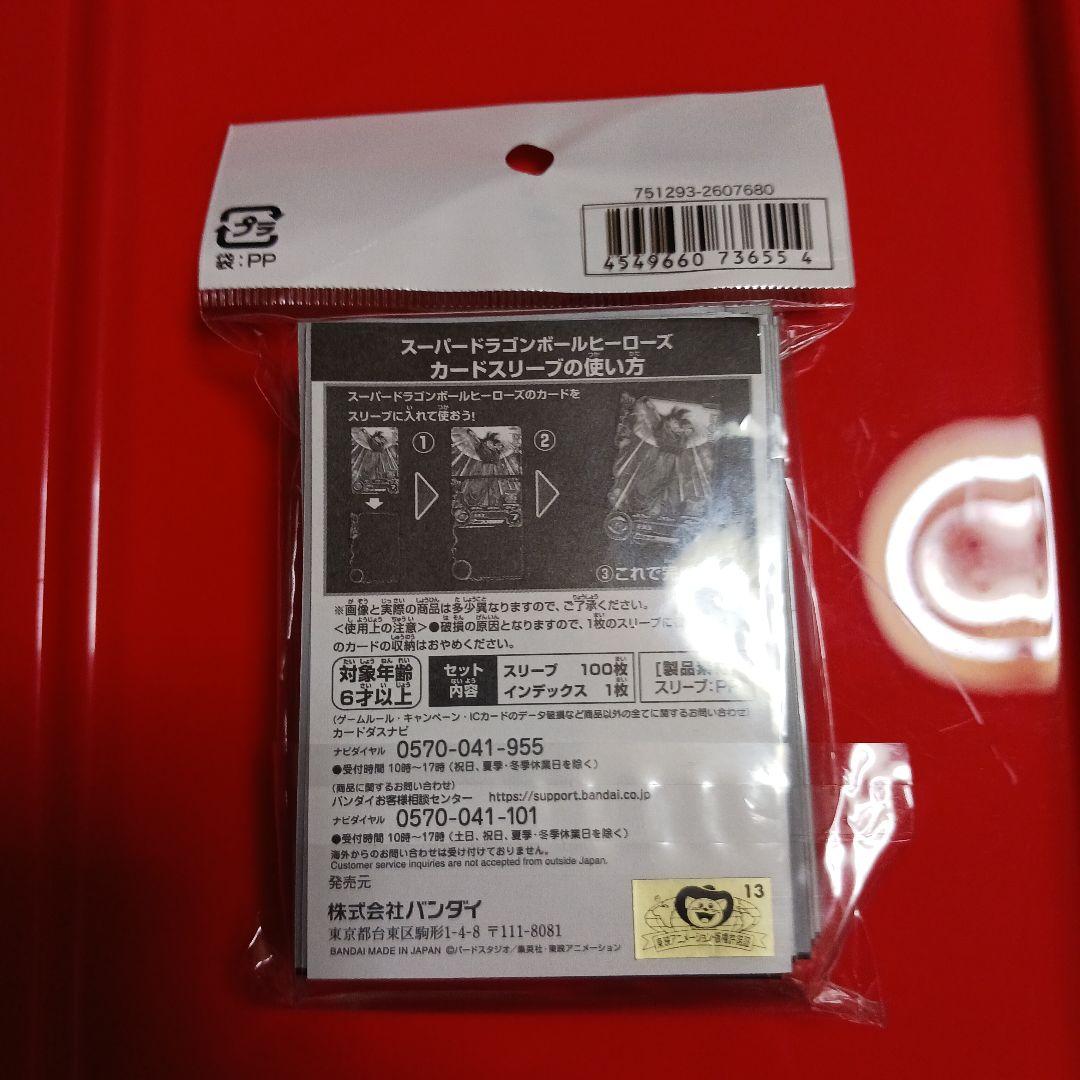 751293-2607680
プラ
袋:PP
4549660 736554
スーパードラゴンボールヒーローズ
カードスリーブの使い方
スーパードラゴンボールヒーローズのカードを
スリーブに入れて使おう!
① ②
③これで完
※画像と実際の商品は多少異なりますので、ご了承ください。
<使用上の注意>●破損の原因となりますので、1枚のスリーブに
のカードの収納はおやめください。
対象年齢
6才以上
セット
内容
スリーブ 100枚
インデックス 1枚
[製品素
スリーブ:PP
(ゲームルール・キャンペーン・ICカードのデータ破損など商品以外の全てに関するお問い合わせ)
カードダスナビ
ナビダイヤル 0570-041-955
●受付時間 10時~17時(祝日、夏季・冬季休業日を除く)
(商品に関するお問い合わせ)
バンダイお客様相談センター https://support.bandai.co.jp
ナビダイヤル 0570-041-101
●受付時間 10時~17時(土日、祝日、夏季・冬季休業日を除く)
海外からのお問い合わせは受け付けておりません。
Customer service inquiries are not accepted from outside Japan.
発売元
株式会社バンダイ
東京都台東区駒形1-4-8 〒111-8081
BANDAI MADE IN JAPAN ©バードスタジオ/集英社・東映アニメーション
13
東映アニメーション・版権許諾証